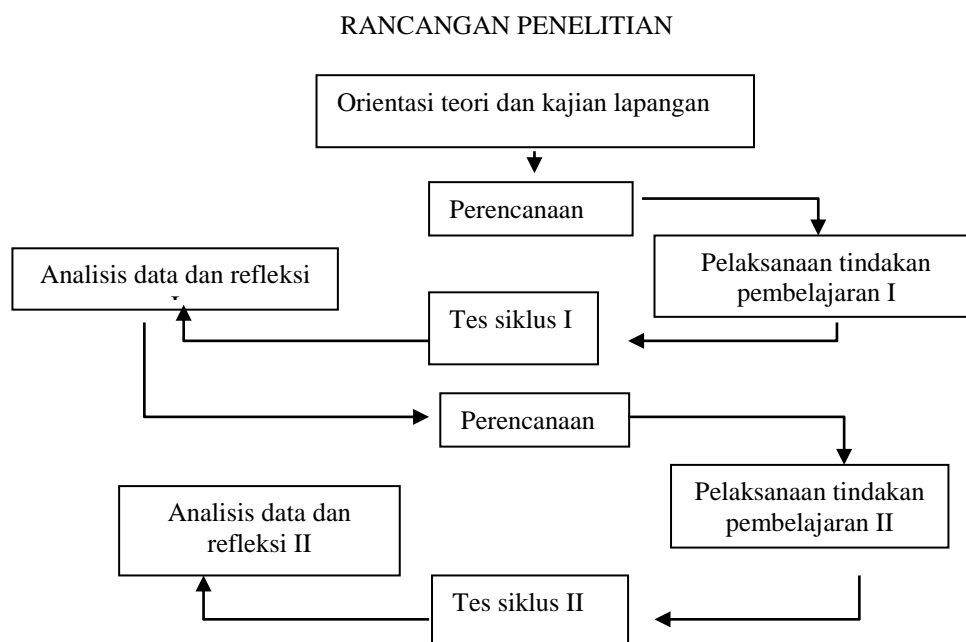 RANCANGAN PENELITIAN
Orientasi teori dan kajian lapangan
Perencanaan
Pelaksanaan tindakan
pembelajaran I
Analisis data dan refleksi
Tes siklus I
Perencanaan
Pelaksanaan tindakan
pembelajaran II
Analisis data dan
refleksi II
Tes siklus II